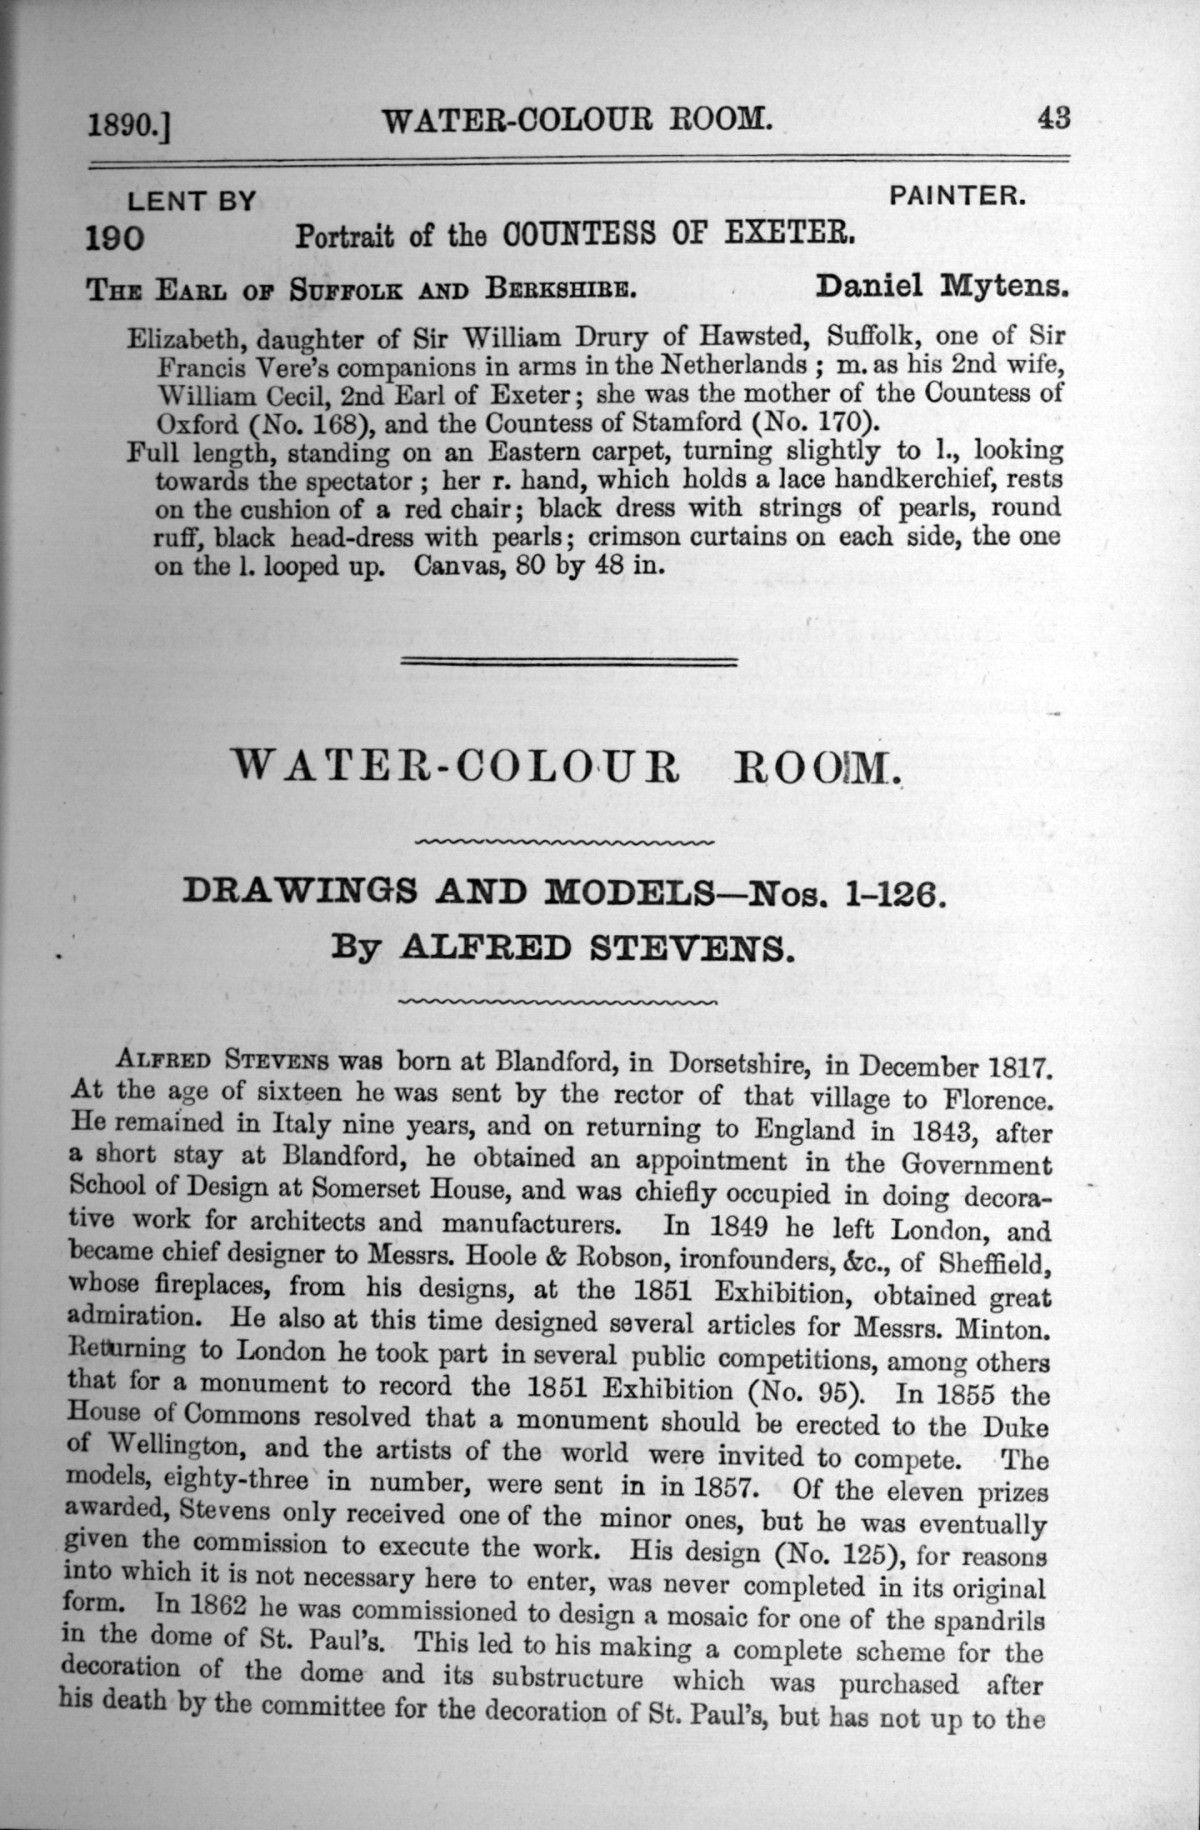 1890.] WATER-COLOUR ROOM. 43
LENT BY PAINTER.
190 Portrait of the COUNTESS OF EXETER.
THE EARL OF SUFFOLK AND BERKSHIRE. Daniel Mytens.
Elizabeth, daughter of Sir William Drury of Hawsted, Suffolk, one of Sir
Francis Vere's companions in arms in the Netherlands ; m. as his 2nd wife,
William Cecil, 2nd Earl of Exeter; she was the mother of the Countess of
Oxford (No. 168), and the Countess of Stamford (No. 170).
Full length, standing on an Eastern carpet, turning slightly to l., looking
towards the spectator ; her r. hand, which holds a lace handkerchief, rests
on the cushion of a red chair; black dress with strings of pearls, round
ruff, black head-dress with pearls; crimson curtains on each side, the one
on the l. looped up. Canvas, 80 by 48 in.
WATER-COLOUR ROOM.
DRAWINGS AND MODELS—Nos. 1–126.
By ALFRED STEVENS.
ALFRED STEVENS was born at Blandford, in Dorsetshire, in December 1817.
At the age of sixteen he was sent by the rector of that village to Florence.
He remained in Italy nine years, and on returning to England in 1843, after
a short stay at Blandford, he obtained an appointment in the Government
School of Design at Somerset House, and was chiefly occupied in doing decora-
tive work for architects and manufacturers. In 1849 he left London, and
became chief designer to Messrs. Hoole & Robson, ironfounders, &c., of Sheffield,
whose fireplaces, from his designs, at the 1851 Exhibition, obtained great
admiration. He also at this time designed several articles for Messrs. Minton.
Returning to London he took part in several public competitions, among others
that for a monument to record the 1851 Exhibition (No. 95). In 1855 the
House of Commons resolved that a monument should be erected to the Duke
of Wellington, and the artists of the world were invited to compete. The
models, eighty-three in number, were sent in in 1857. Of the eleven prizes
awarded, Stevens only received one of the minor ones, but he was eventually
given the commission to execute the work. His design (No. 125), for reasons
into which it is not necessary here to enter, was never completed in its original
form. In 1862 he was commissioned to design a mosaic for one of the spandrils
in the dome of St. Paul's. This led to his making a complete scheme for the
decoration of the dome and its substructure which was purchased after
his death by the committee for the decoration of St. Paul's, but has not up to the